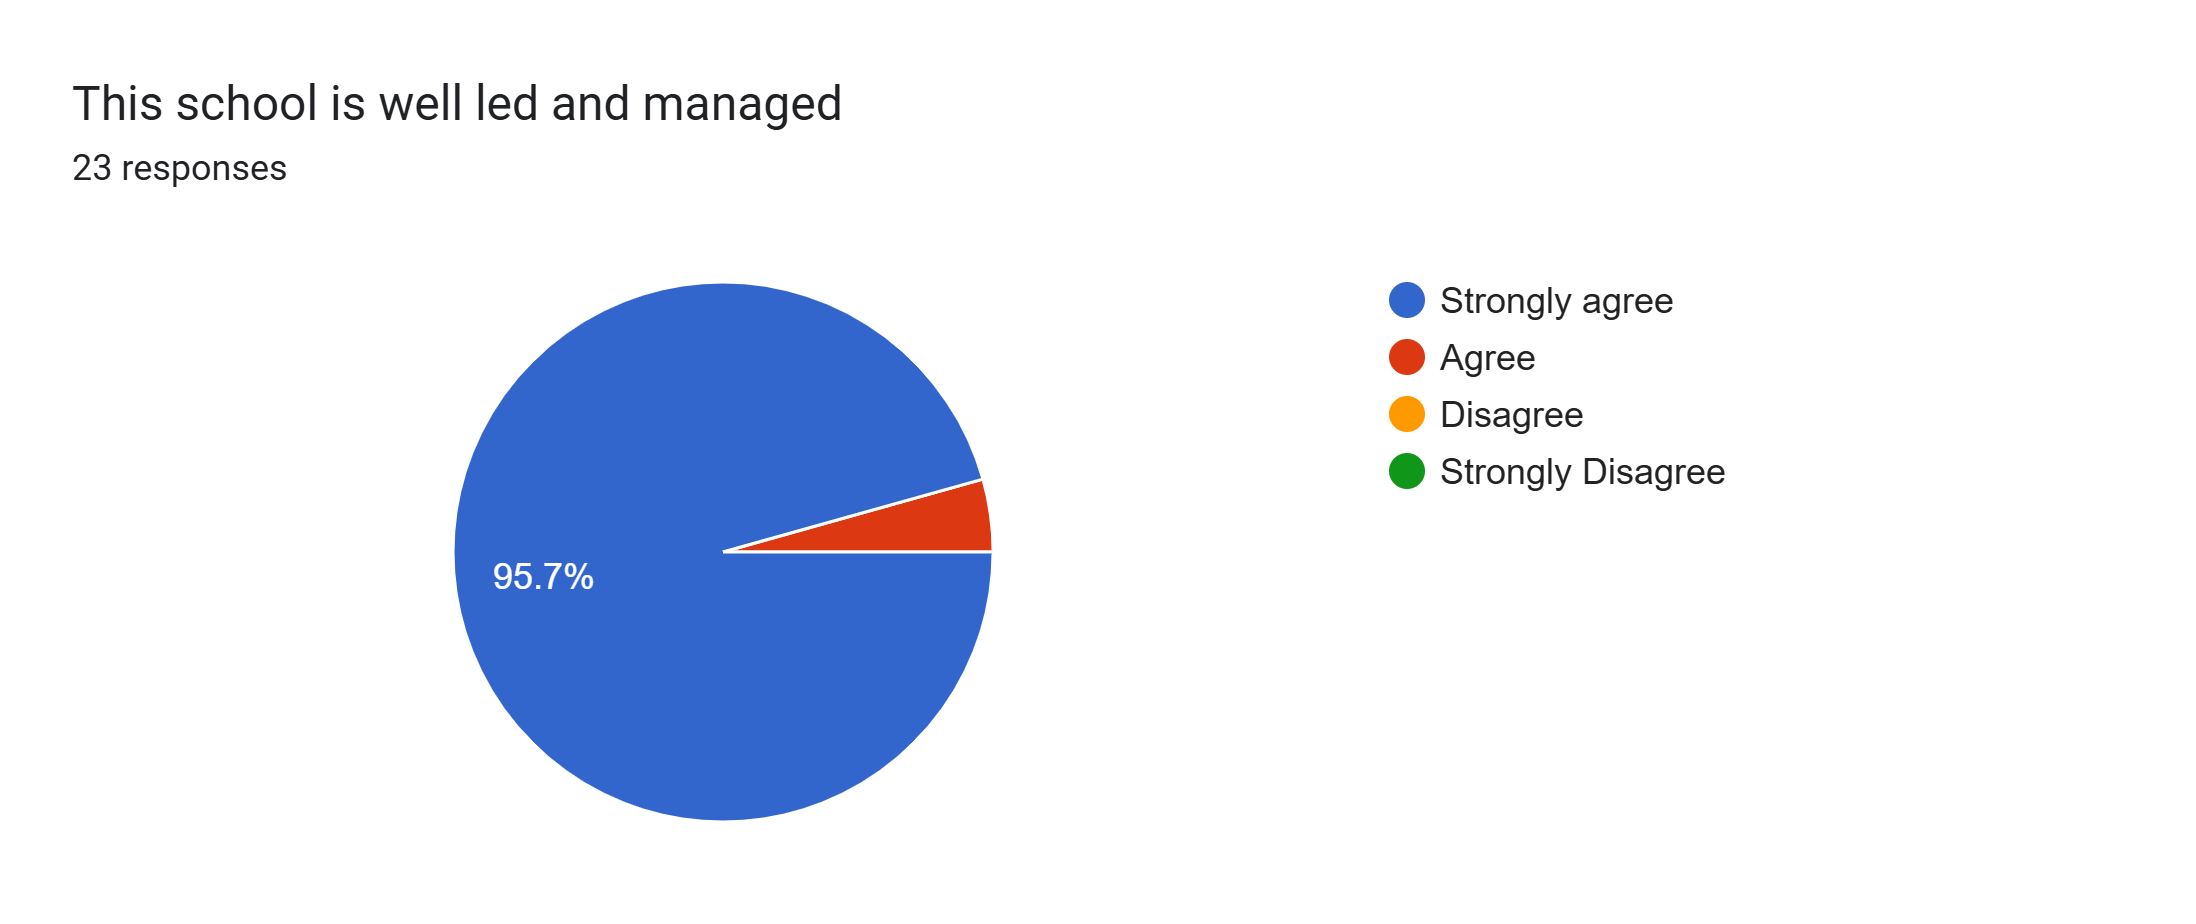 This school is well led and managed
23 responses
95.7%
Strongly agree
Agree
Disagree
Strongly Disagree